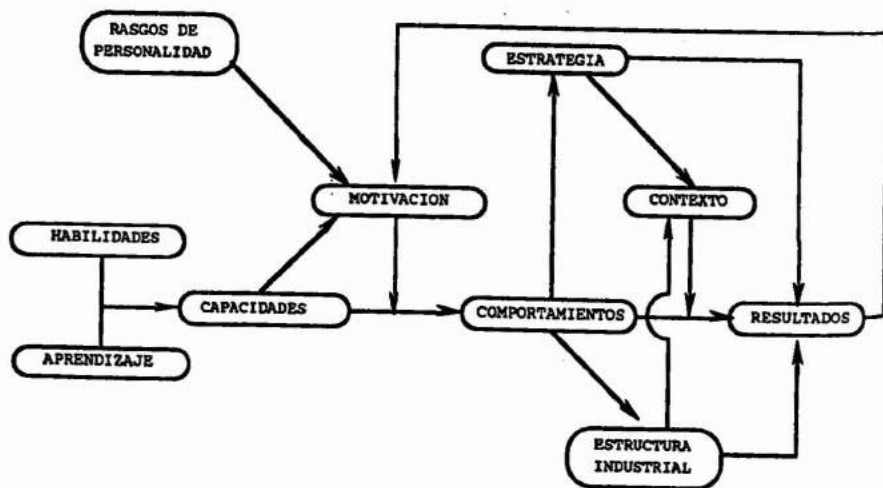 RASGOS DE
PERSONALIDAD
ESTRATEGIA
MOTIVACION
CONTEXTO
HABILIDADES
CAPACIDADES
COMPORTAMIENTOS
RESULTADOS
APRENDIZAJE
ESTRUCTURA
INDUSTRIAL